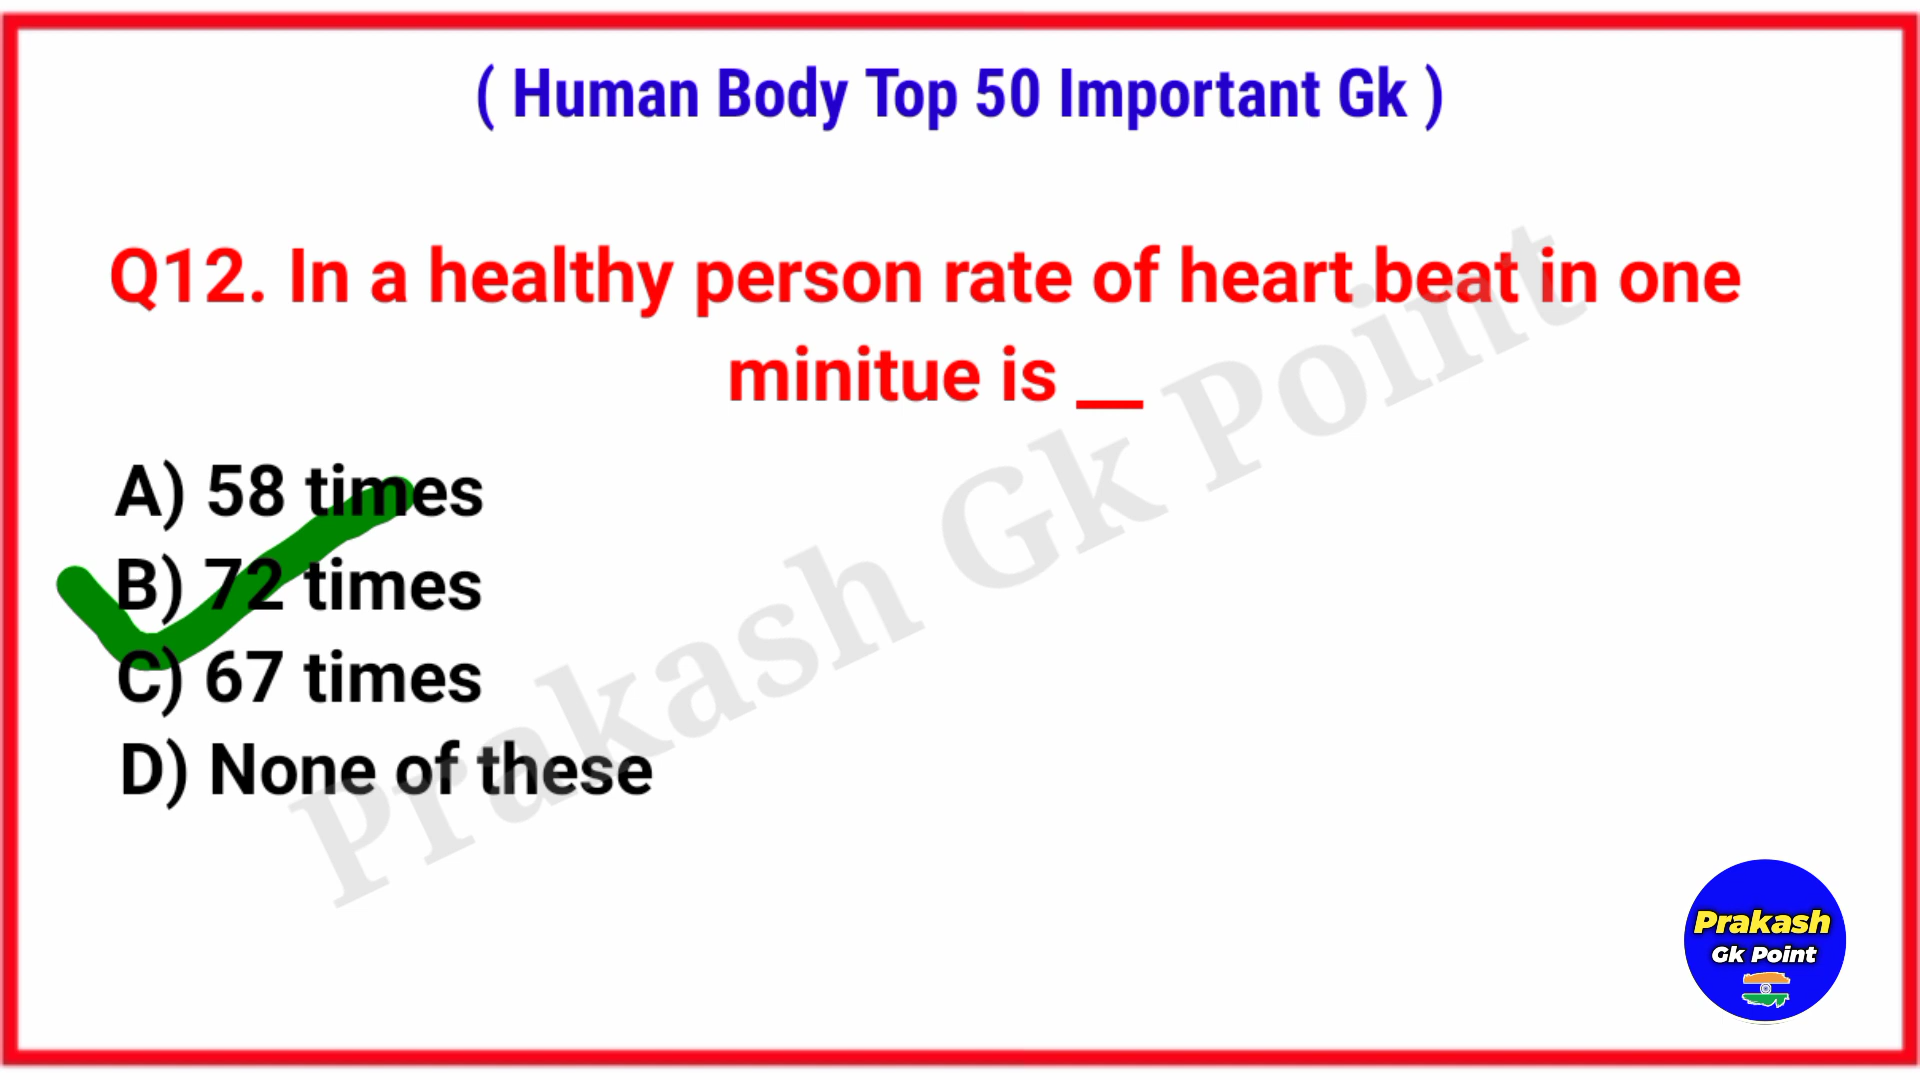 ( Human Body Top 50 Important Gk )
Q12. In a healthy person rate of heart beat in one
minitue is __
A) 58 times
B) 72 times
C) 67 times
D) None of these
Prakash Gk Point
Prakash
Gk Point